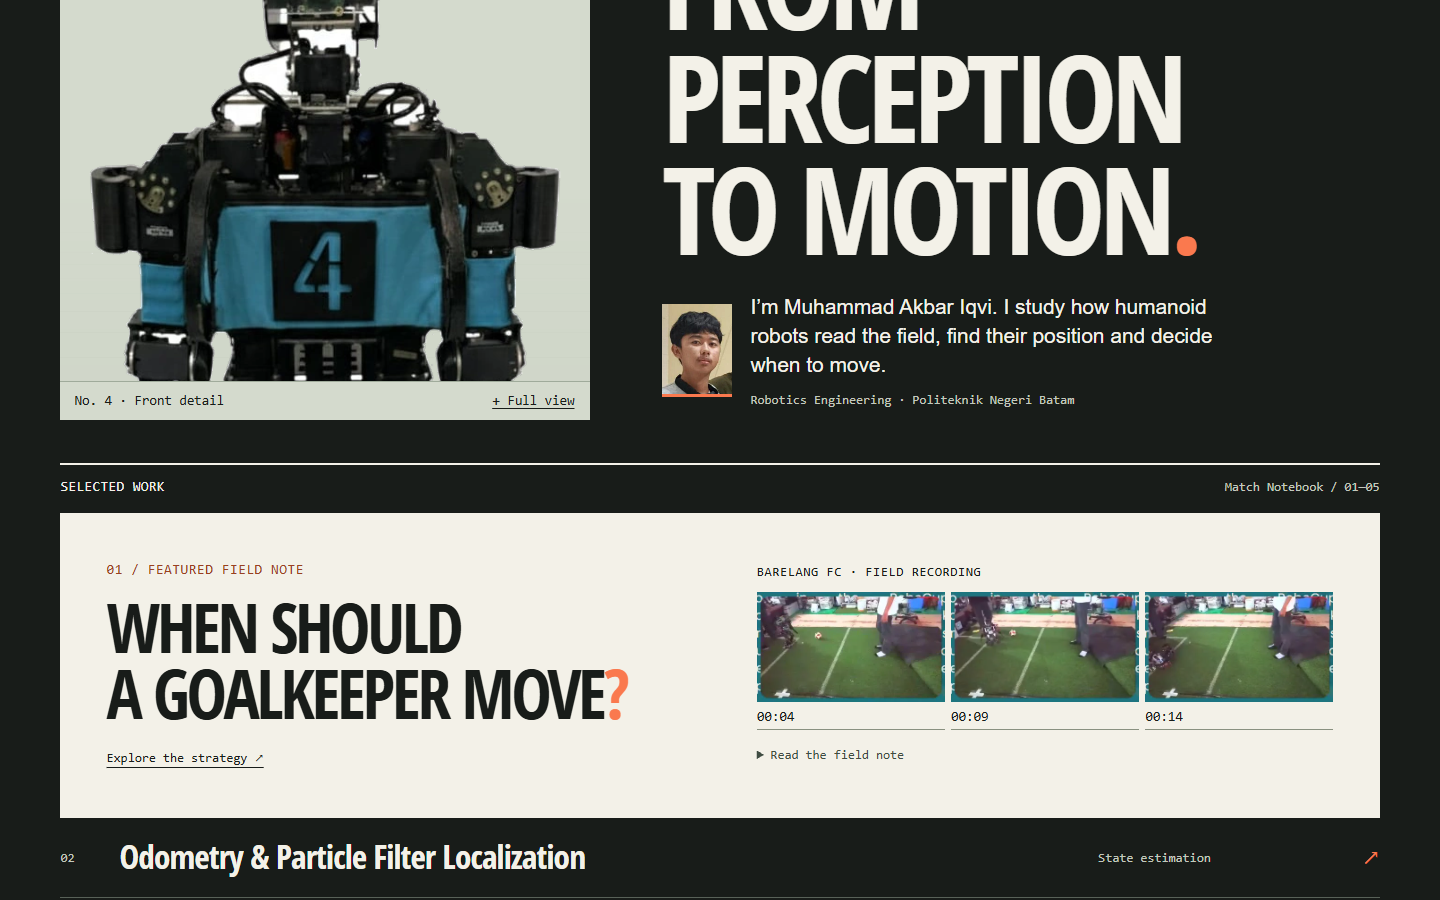 FROM
PERCEPTION
TO MOTION.
4
I’m Muhammad Akbar Iqvi. I study how humanoid
robots read the field, find their position and decide
when to move.
Robotics Engineering · Politeknik Negeri Batam
No. 4 · Front detail
+ Full view
SELECTED WORK
Match Notebook / 01—05
01 / FEATURED FIELD NOTE
WHEN SHOULD
A GOALKEEPER MOVE?
Explore the strategy ↗
BARELANG FC · FIELD RECORDING
00:04
00:09
00:14
▶ Read the field note
02
Odometry & Particle Filter Localization
State estimation
↗